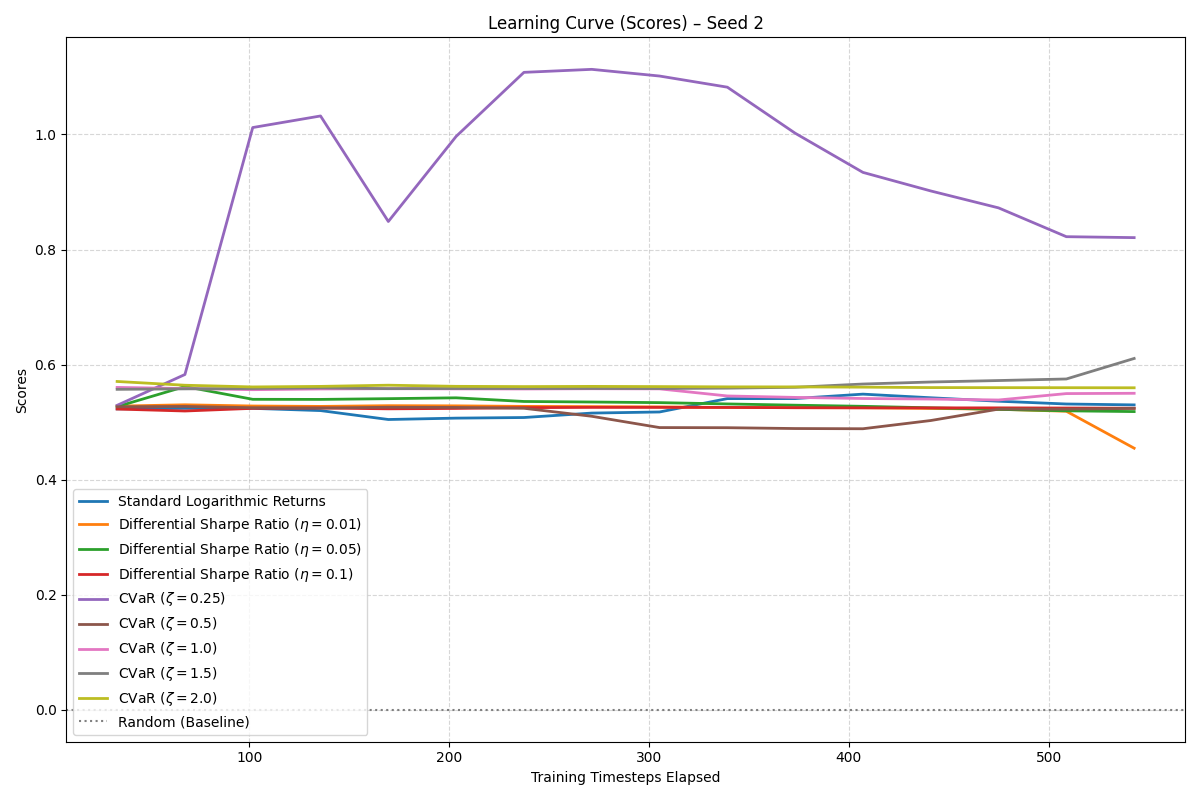 Learning Curve (Scores) – Seed 2
Scores
1.0
0.8
0.6
0.4
0.2
0.0
Standard Logarithmic Returns
Differential Sharpe Ratio (η = 0.01)
Differential Sharpe Ratio (η = 0.05)
Differential Sharpe Ratio (η = 0.1)
CVaR (ζ = 0.25)
CVaR (ζ = 0.5)
CVaR (ζ = 1.0)
CVaR (ζ = 1.5)
CVaR (ζ = 2.0)
Random (Baseline)
100 200 300 400 500
Training Timesteps Elapsed